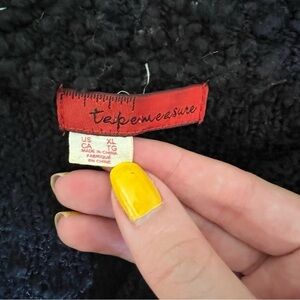 tapemeasure
US XL
CA TG
MADE IN CHINA
FABRIQUÉ
EN CHINE